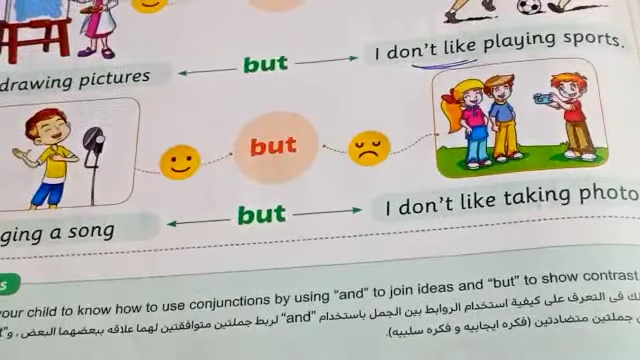 drawing pictures
but
I don't like playing sports.
but
ging a song
but
I don't like taking photo
s
your child to know how to use conjunctions by using "and" to join ideas and "but" to show contrast
لك فى التعرف على كيفية استخدام الروابط بين الجمل باستخدام "and" لربط جملتين متوافقتين لهما علاقه ببعضهما البعض ، و
جملتين متضادتين (فكره ايجابيه و فكره سلبيه).